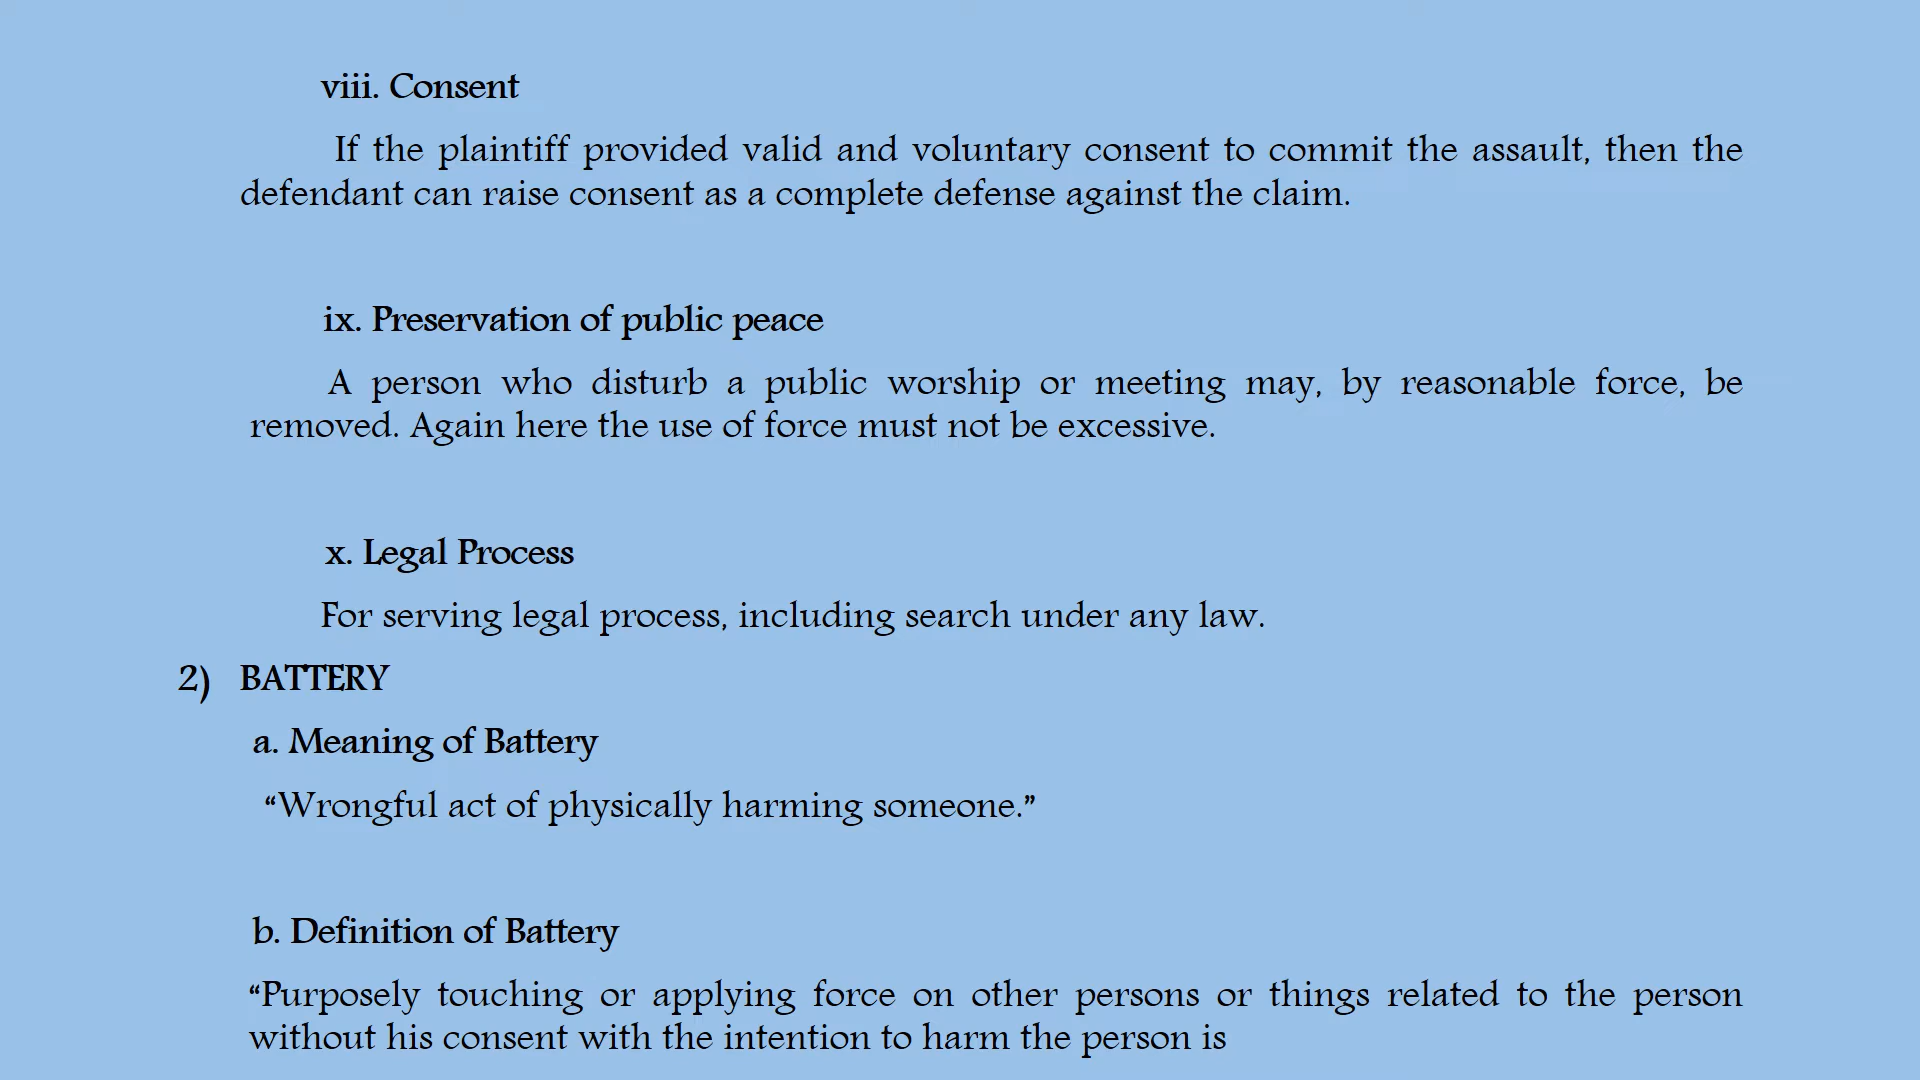 viii. Consent
If the plaintiff provided valid and voluntary consent to commit the assault, then the
defendant can raise consent as a complete defense against the claim.
ix. Preservation of public peace
A person who disturb a public worship or meeting may, by reasonable force, be
removed. Again here the use of force must not be excessive.
x. Legal Process
For serving legal process, including search under any law.
2) BATTERY
a. Meaning of Battery
“Wrongful act of physically harming someone.”
b. Definition of Battery
“Purposely touching or applying force on other persons or things related to the person
without his consent with the intention to harm the person is